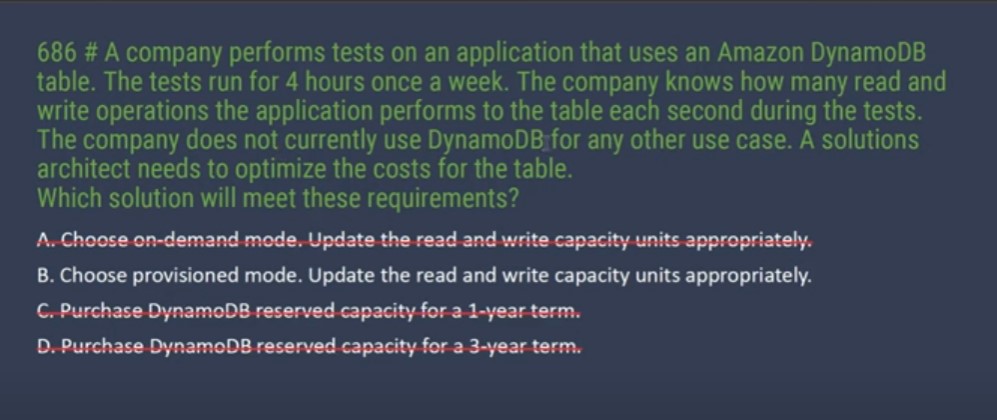 686 # A company performs tests on an application that uses an Amazon DynamoDB
table. The tests run for 4 hours once a week. The company knows how many read and
write operations the application performs to the table each second during the tests.
The company does not currently use DynamoDB for any other use case. A solutions
architect needs to optimize the costs for the table.
Which solution will meet these requirements?
A. Choose on-demand mode. Update the read and write capacity units appropriately.
B. Choose provisioned mode. Update the read and write capacity units appropriately.
C. Purchase DynamoDB reserved capacity for a 1-year term.
D. Purchase DynamoDB reserved capacity for a 3-year term.